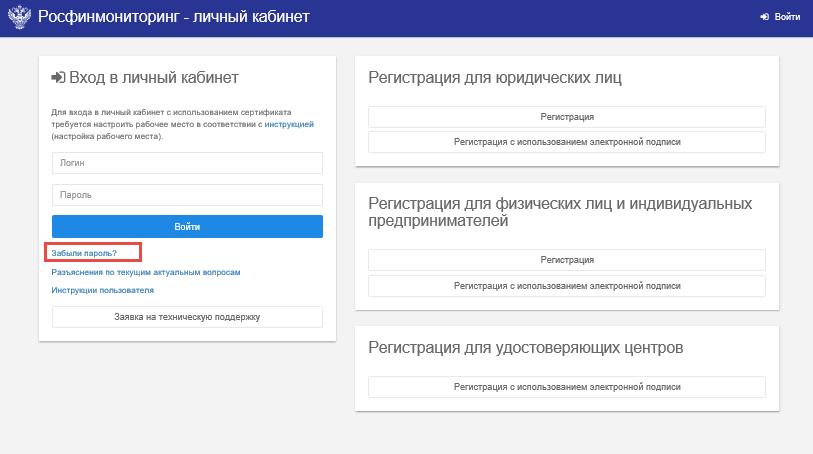 Росфинмониторинг - личный кабинет
Войти
Вход в личный кабинет
Для входа в личный кабинет с использованием сертификата
требуется настроить рабочее место в соответствии с инструкцией
(настройка рабочего места).
Логин
Пароль
Войти
Забыли пароль?
Разъяснения по текущим актуальным вопросам
Инструкции пользователя
Заявка на техническую поддержку
Регистрация для юридических лиц
Регистрация
Регистрация с использованием электронной подписи
Регистрация для физических лиц и индивидуальных
предпринимателей
Регистрация
Регистрация с использованием электронной подписи
Регистрация для удостоверяющих центров
Регистрация с использованием электронной подписи